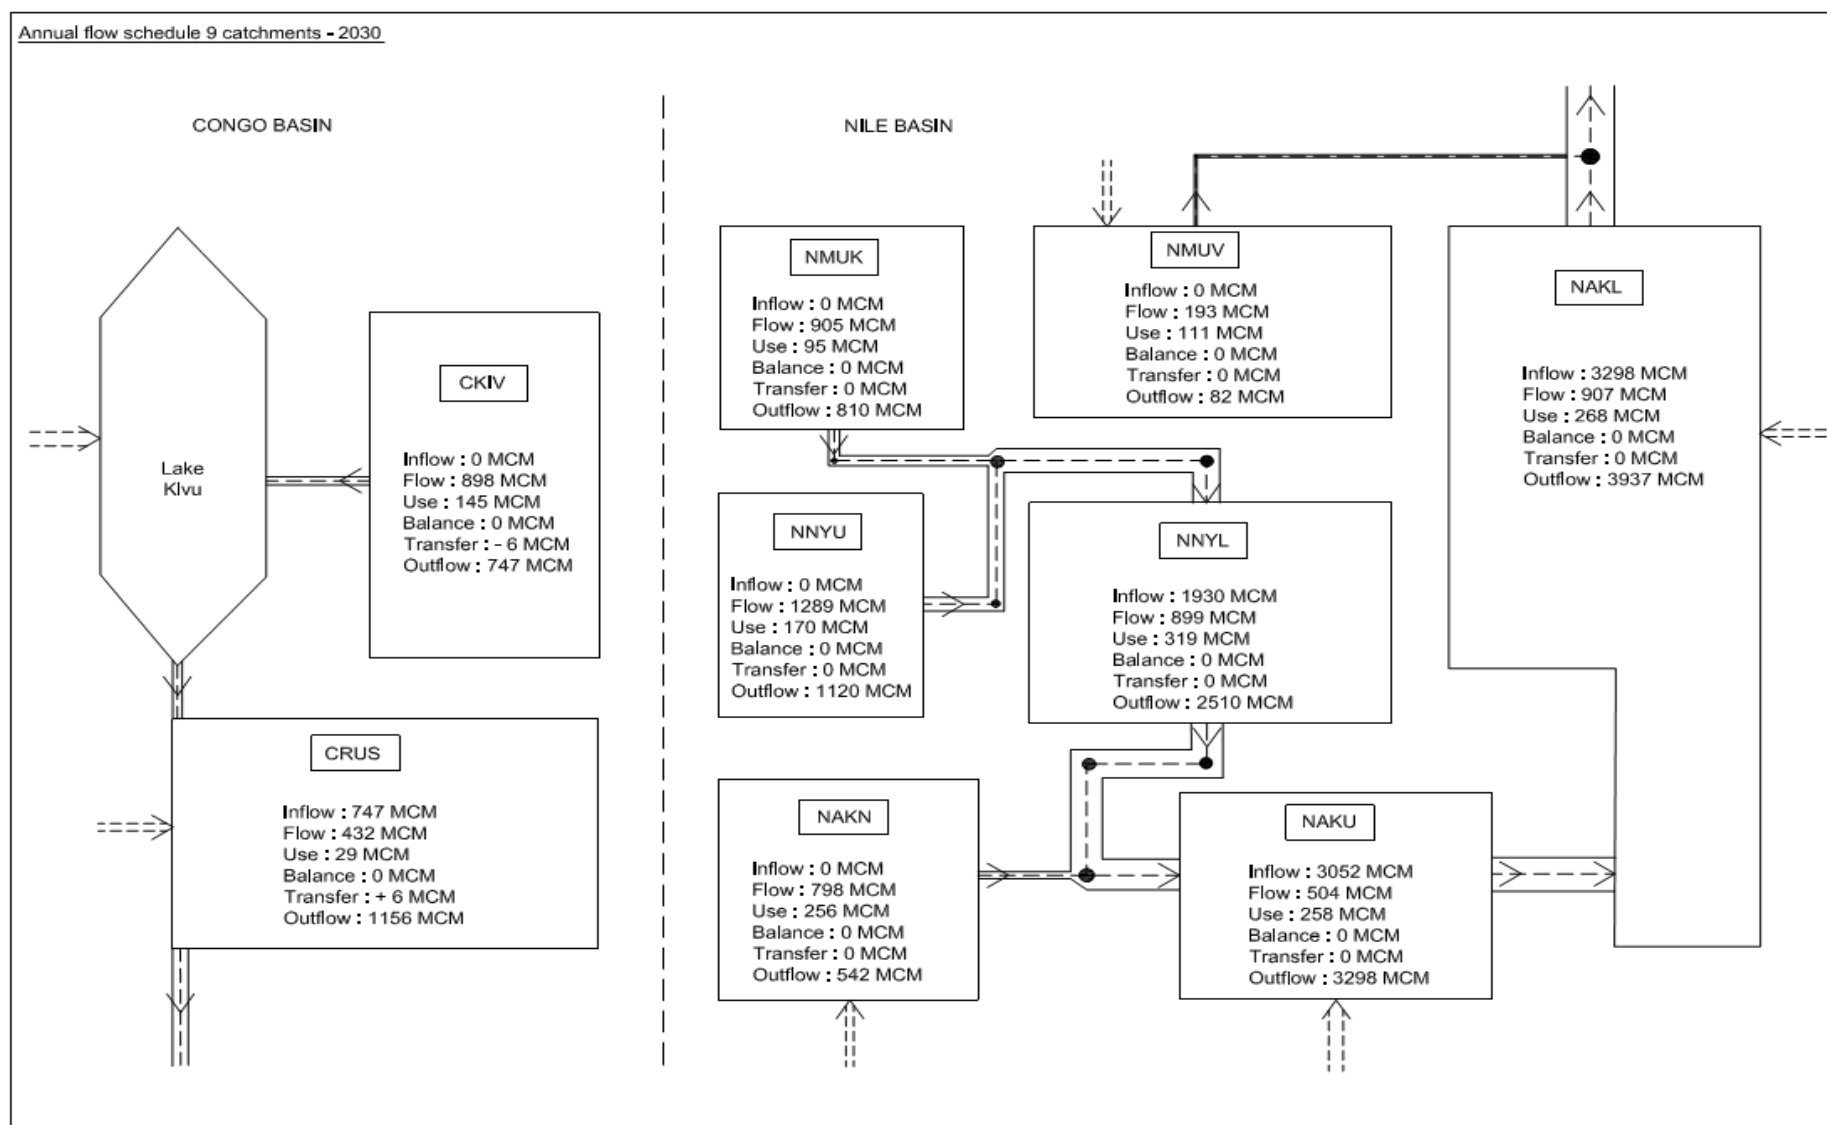 Annual flow schedule 9 catchments - 2030
CONGO BASIN
NILE BASIN
Lake
KIvu
CKIV
Inflow : 0 MCM
Flow : 898 MCM
Use : 145 MCM
Balance : 0 MCM
Transfer : - 6 MCM
Outflow : 747 MCM
CRUS
Inflow : 747 MCM
Flow : 432 MCM
Use : 29 MCM
Balance : 0 MCM
Transfer : + 6 MCM
Outflow : 1156 MCM
NMUK
Inflow : 0 MCM
Flow : 905 MCM
Use : 95 MCM
Balance : 0 MCM
Transfer : 0 MCM
Outflow : 810 MCM
NMUV
Inflow : 0 MCM
Flow : 193 MCM
Use : 111 MCM
Balance : 0 MCM
Transfer : 0 MCM
Outflow : 82 MCM
NAKL
Inflow : 3298 MCM
Flow : 907 MCM
Use : 268 MCM
Balance : 0 MCM
Transfer : 0 MCM
Outflow : 3937 MCM
NNYU
Inflow : 0 MCM
Flow : 1289 MCM
Use : 170 MCM
Balance : 0 MCM
Transfer : 0 MCM
Outflow : 1120 MCM
NNYL
Inflow : 1930 MCM
Flow : 899 MCM
Use : 319 MCM
Balance : 0 MCM
Transfer : 0 MCM
Outflow : 2510 MCM
NAKN
Inflow : 0 MCM
Flow : 798 MCM
Use : 256 MCM
Balance : 0 MCM
Transfer : 0 MCM
Outflow : 542 MCM
NAKU
Inflow : 3052 MCM
Flow : 504 MCM
Use : 258 MCM
Balance : 0 MCM
Transfer : 0 MCM
Outflow : 3298 MCM